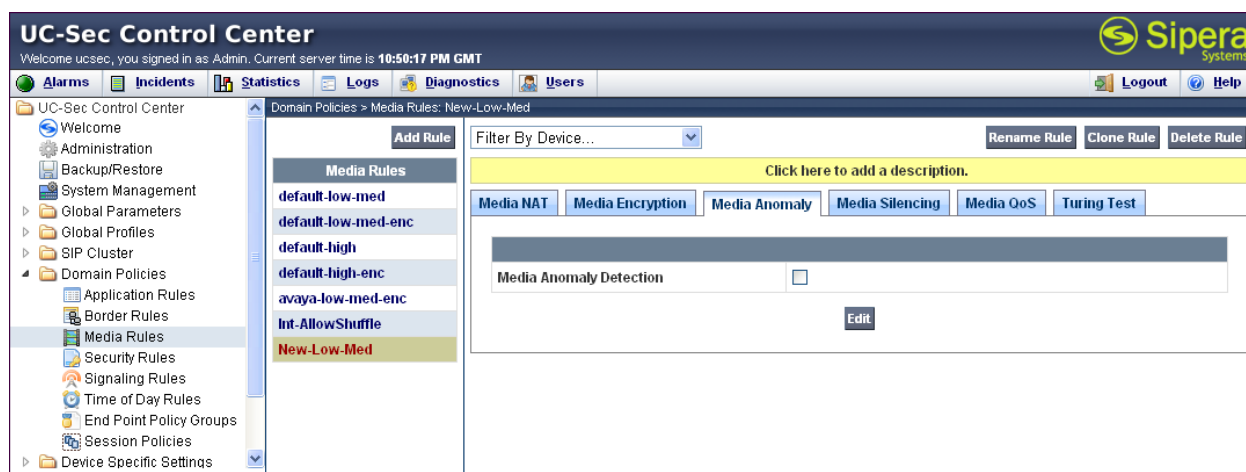 UC-Sec Control Center
Welcome ucsec, you signed in as Admin. Current server time is 10:50:17 PM GMT
Sipera
Systems
Alarms Incidents Statistics Logs Diagnostics Users Logout Help
UC-Sec Control Center
Welcome
Administration
Backup/Restore
System Management
Global Parameters
Global Profiles
SIP Cluster
Domain Policies
Application Rules
Border Rules
Media Rules
Security Rules
Signaling Rules
Time of Day Rules
End Point Policy Groups
Session Policies
Device Specific Settings
Domain Policies > Media Rules: New-Low-Med
Add Rule
Media Rules
default-low-med
default-low-med-enc
default-high
default-high-enc
avaya-low-med-enc
Int-AllowShuffle
New-Low-Med
Filter By Device...
Rename Rule Clone Rule Delete Rule
Click here to add a description.
Media NAT Media Encryption Media Anomaly Media Silencing Media QoS Turing Test
Media Anomaly Detection
Edit